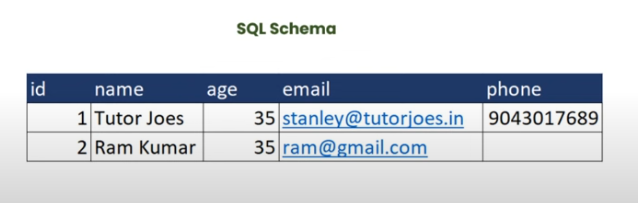 SQL Schema
id name age email phone
1 Tutor Joes 35 stanley@tutorjoes.in 9043017689
2 Ram Kumar 35 ram@gmail.com